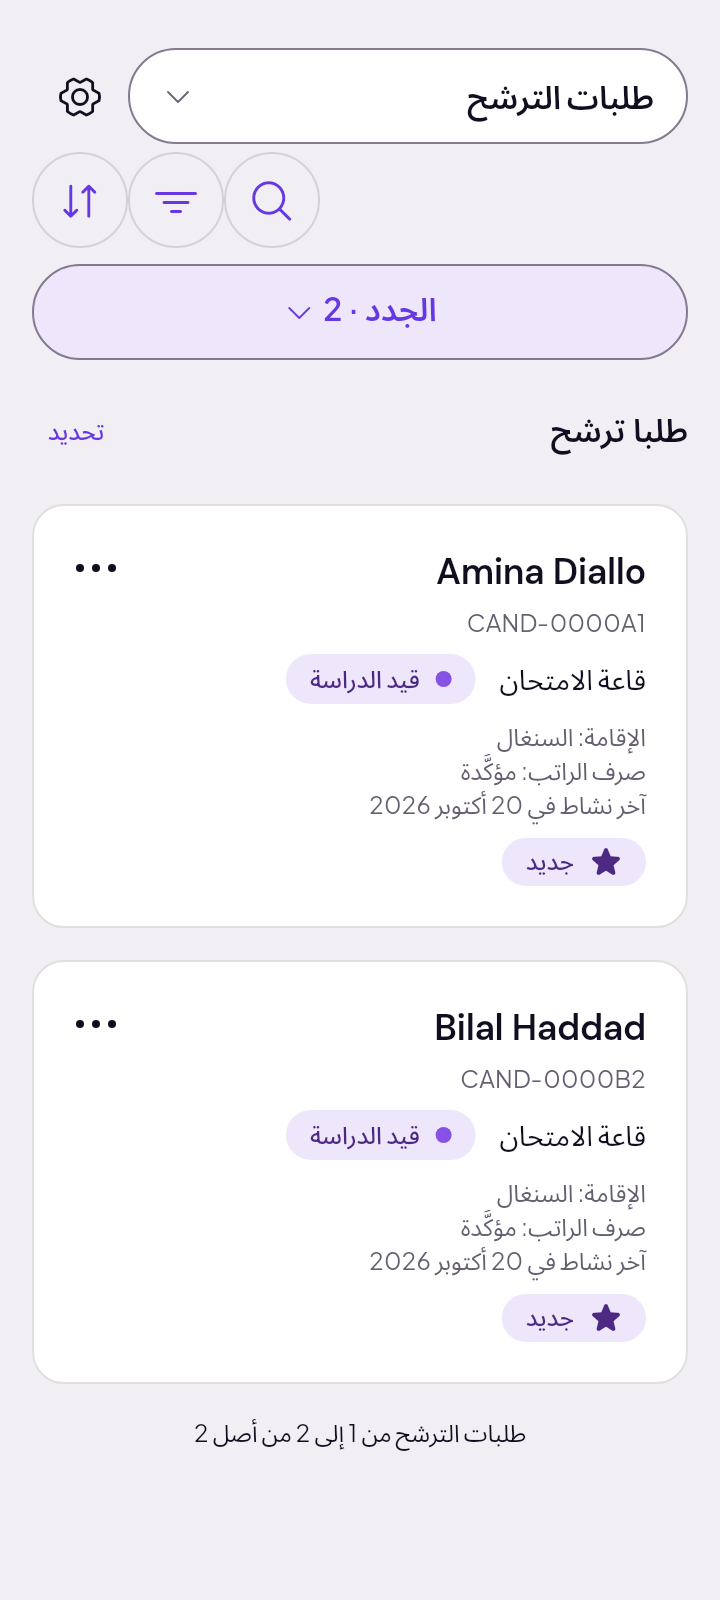 طلبات الترشح
الجدد · 2
طلبا ترشح
تحديد
Amina Diallo
CAND-0000A1
قاعة الامتحان
قيد الدراسة
الإقامة: السنغال
صرف الراتب: مؤكَّدة
آخر نشاط في 20 أكتوبر 2026
جديد
Bilal Haddad
CAND-0000B2
قاعة الامتحان
قيد الدراسة
الإقامة: السنغال
صرف الراتب: مؤكَّدة
آخر نشاط في 20 أكتوبر 2026
جديد
طلبات الترشح من 1 إلى 2 من أصل 2